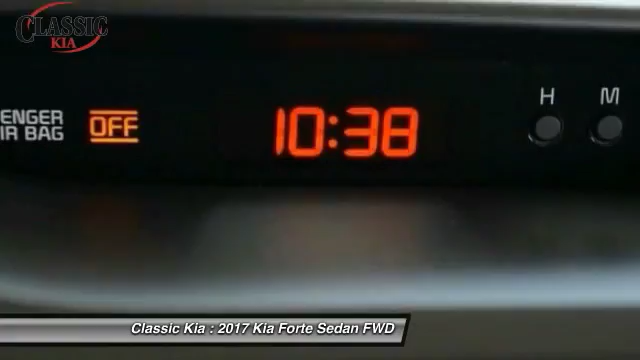 CLASSIC
KIA
ENGER
IR BAG
OFF
10:38
H
M
Classic Kia : 2017 Kia Forte Sedan FWD